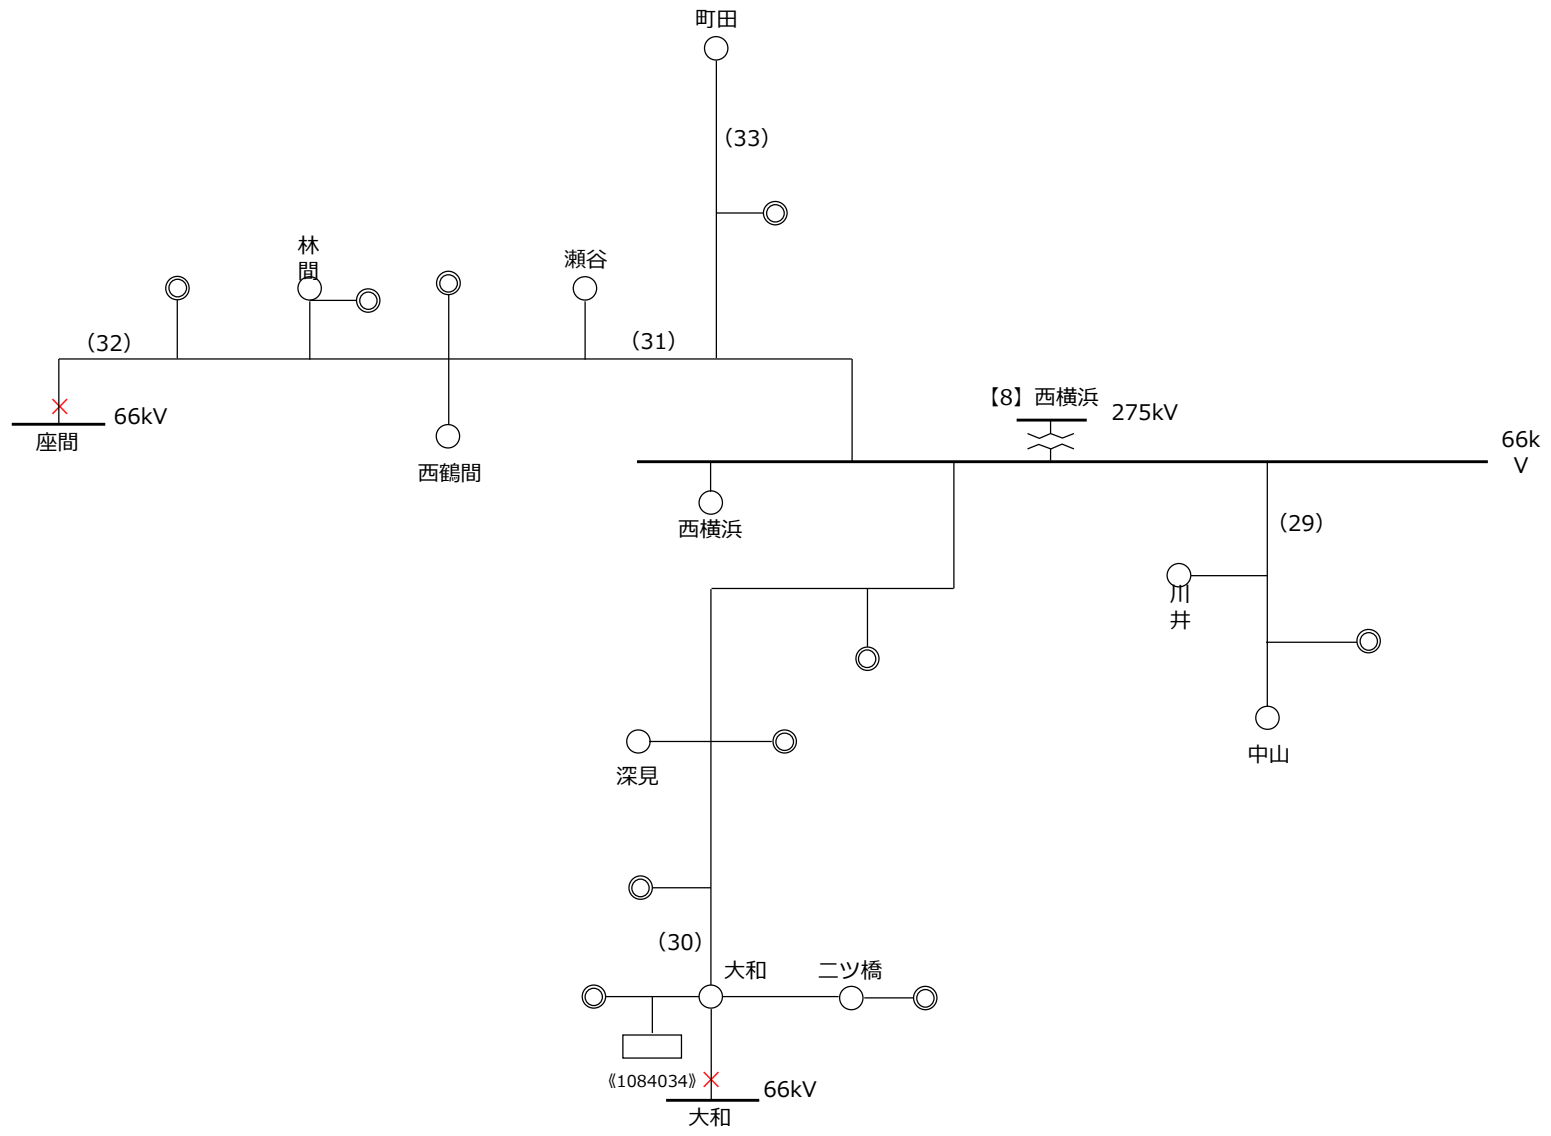 町田
（33）
林
間
瀬谷
（32）
（31）
66kV
座間
西鶴間
【8】西横浜
275kV
66k
V
西横浜
（29）
川
井
中山
深見
（30）
大和
二ツ橋
《1084034》
66kV
大和